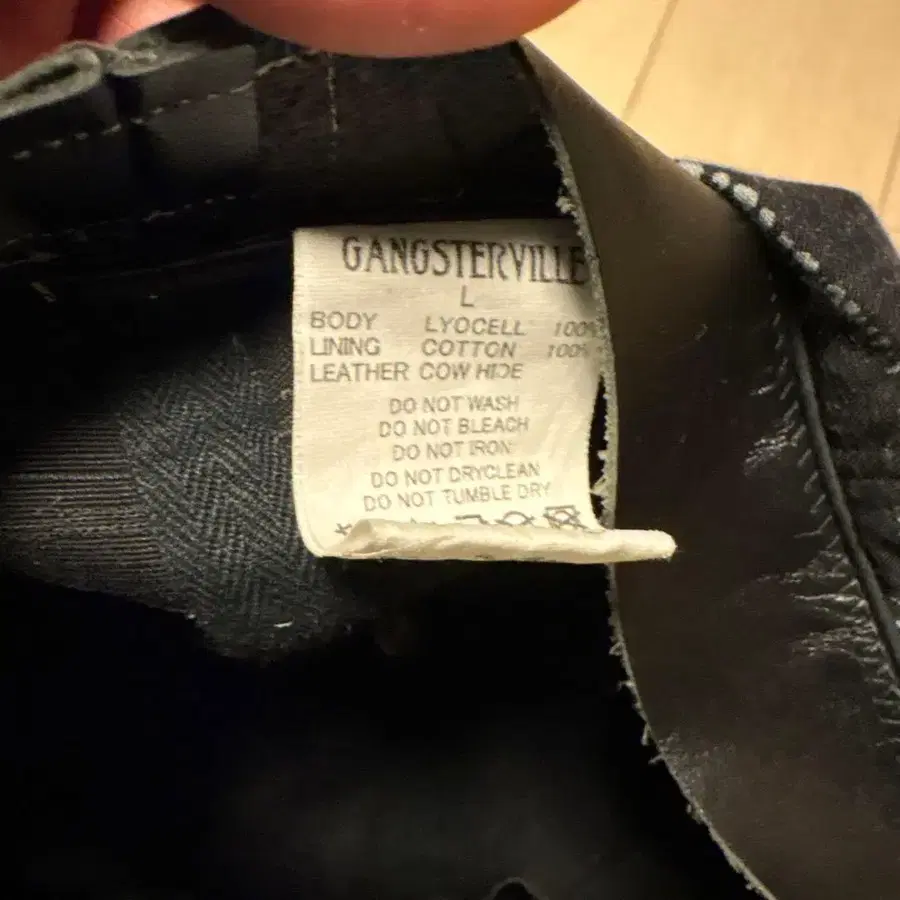 GANGSTERVILLE
L
BODY LYOCELL 100%
LINING COTTON 100%
LEATHER COW HIDE
DO NOT WASH
DO NOT BLEACH
DO NOT IRON
DO NOT DRYCLEAN
DO NOT TUMBLE DRY